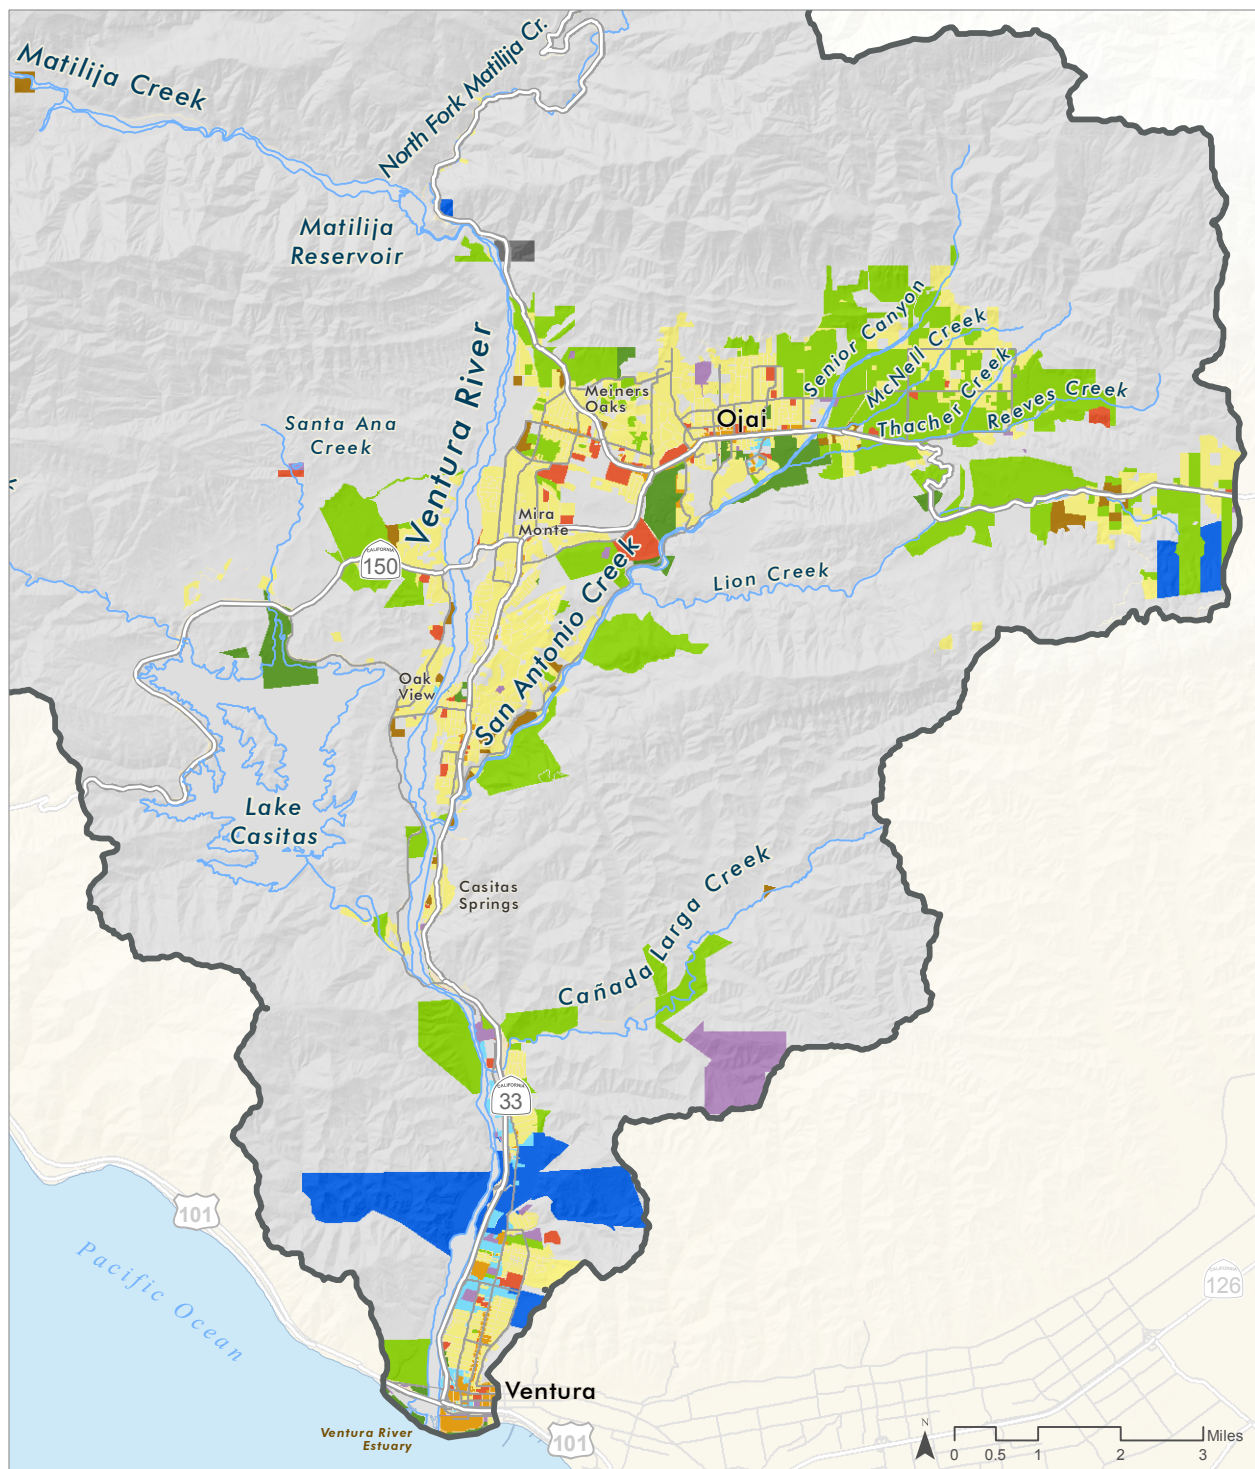 Matilija Creek
North Fork Matilija Cr.
Matilija
Reservoir
Ventura River
Santa Ana
Creek
Meiners
Oaks
Ojai
Senior Canyon
McNell Creek
Thacher Creek
Reeves Creek
Mira
Monte
CALIFORNIA
150
San Antonio Creek
Lion Creek
Oak
View
Lake
Casitas
Casitas
Springs
Cañada Larga Creek
CALIFORNIA
33
101
Pacific Ocean
CALIFORNIA
126
Ventura
Ventura River
Estuary
101
N
0 0.5 1 2 3
Miles